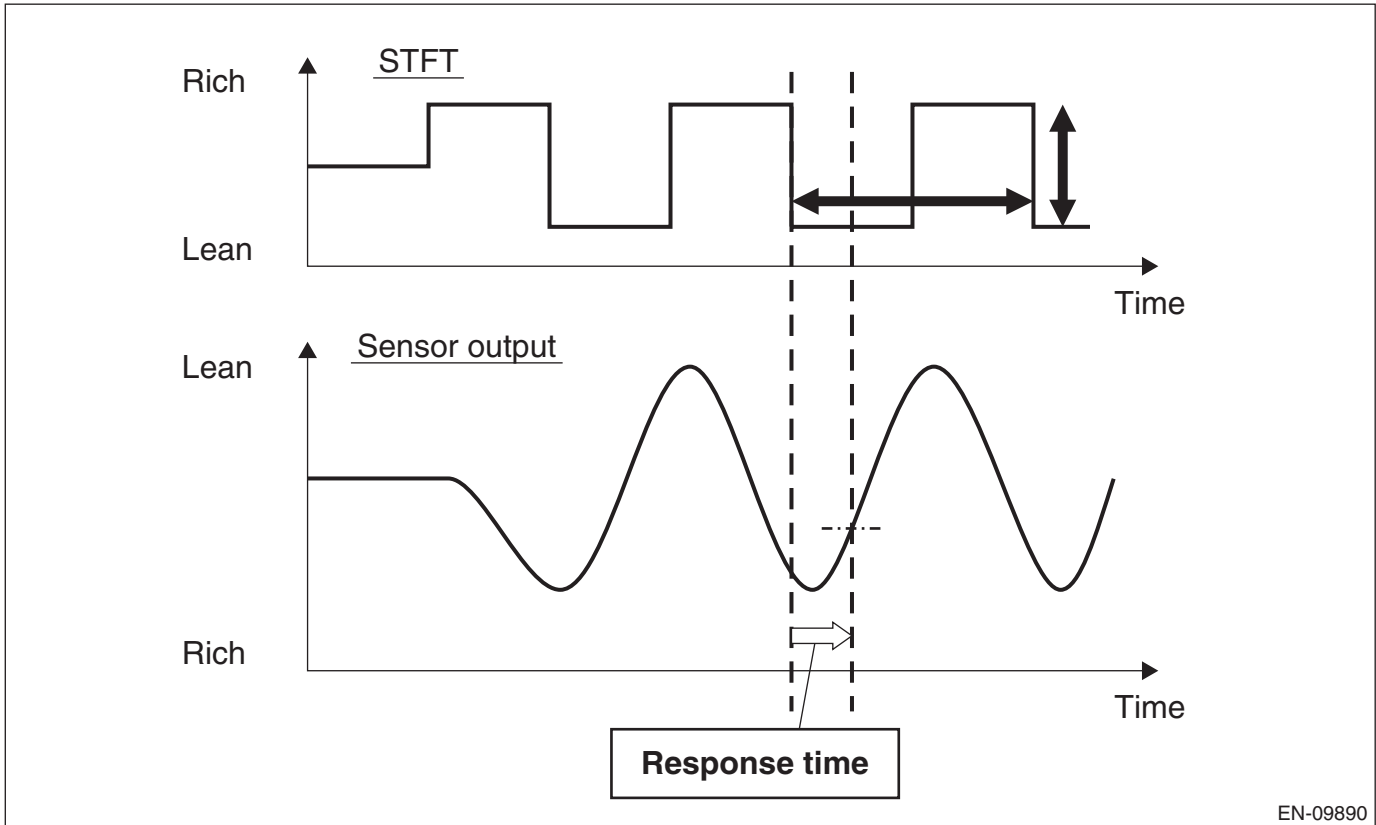 STFT
Rich
Lean
Time
Sensor output
Lean
Rich
Time
Response time
EN-09890